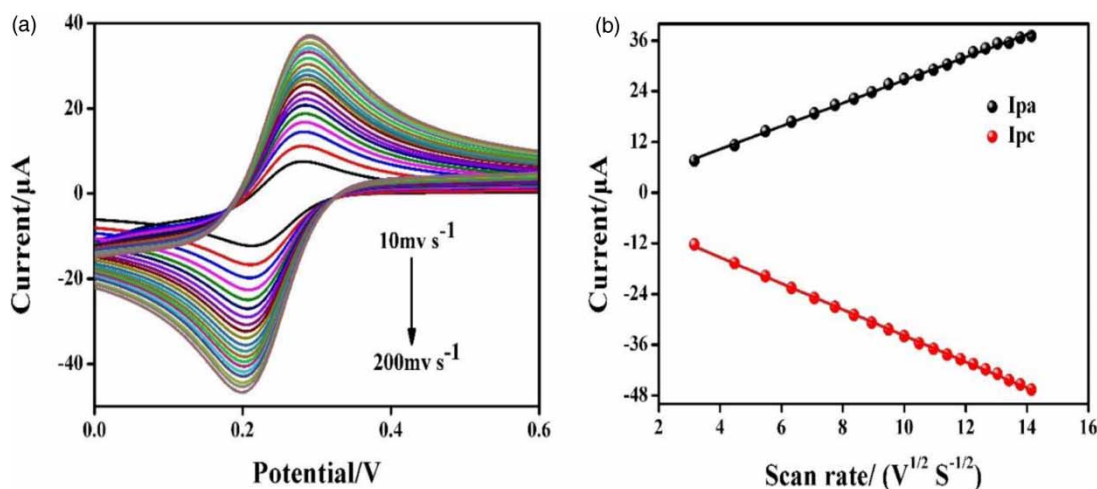 (a)
40
20
0
-20
-40
Current/μA
10mv s-1
200mv s-1
0.0 0.2 0.4 0.6
Potential/V
(b)
36
24
12
0
-12
-24
-36
-48
Current/μA
Ipa
Ipc
2 4 6 8 10 12 14 16
Scan rate/ (V1/2 S-1/2)